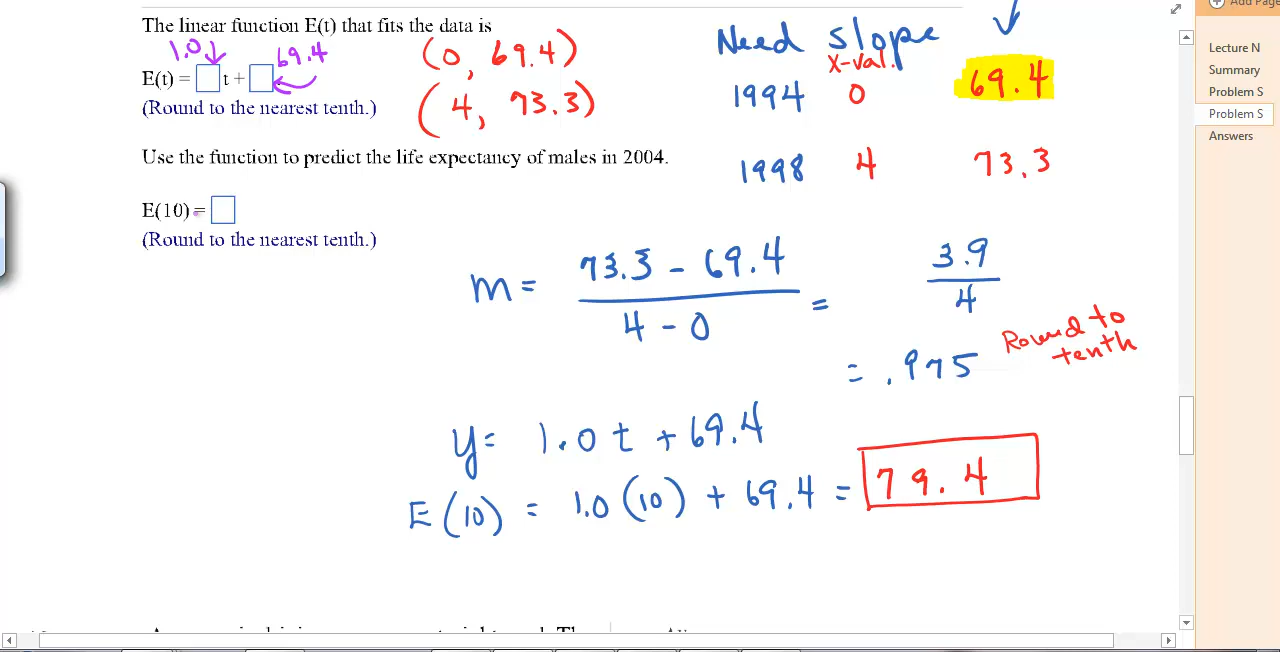 The linear function E(t) that fits the data is
1.0 69.4
E(t) = t +
(Round to the nearest tenth.)
(0, 69.4)
(4, 73.3)
Need slope
x-val.
1994 0 69.4
1998 4 73.3
Use the function to predict the life expectancy of males in 2004.
E(10) =
(Round to the nearest tenth.)
m = 73.3 - 69.4 = 3.9
4 - 0 4
= .975 Round to
tenth
y = 1.0 t + 69.4
E(10) = 1.0 (10) + 69.4 = 79.4
Add Page
Lecture N
Summary
Problem S
Problem S
Answers